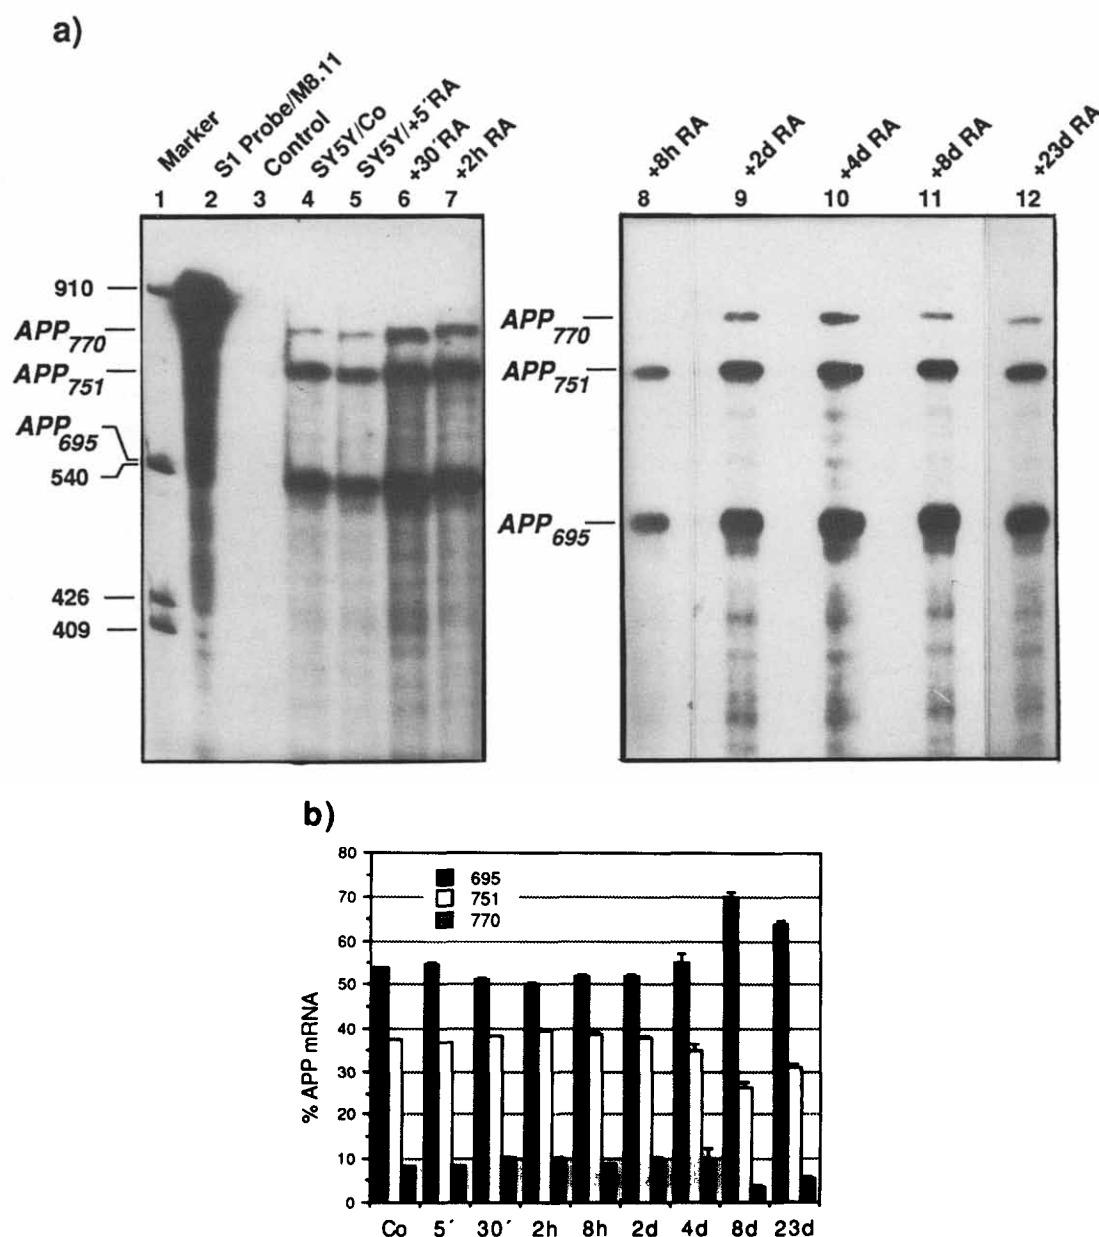 a)
Marker
S1 Probe/M8.11
Control
SY5Y/Co
SY5Y/+5´RA
+30´RA
+2h RA
1 2 3 4 5 6 7
910
APP770
APP751
APP695
540
426
409
+8h RA
+2d RA
+4d RA
+8d RA
+23d RA
8 9 10 11 12
APP770
APP751
APP695
b)
% APP mRNA
80
70
60
50
40
30
20
10
0
695
751
770
Co 5´ 30´ 2h 8h 2d 4d 8d 23d